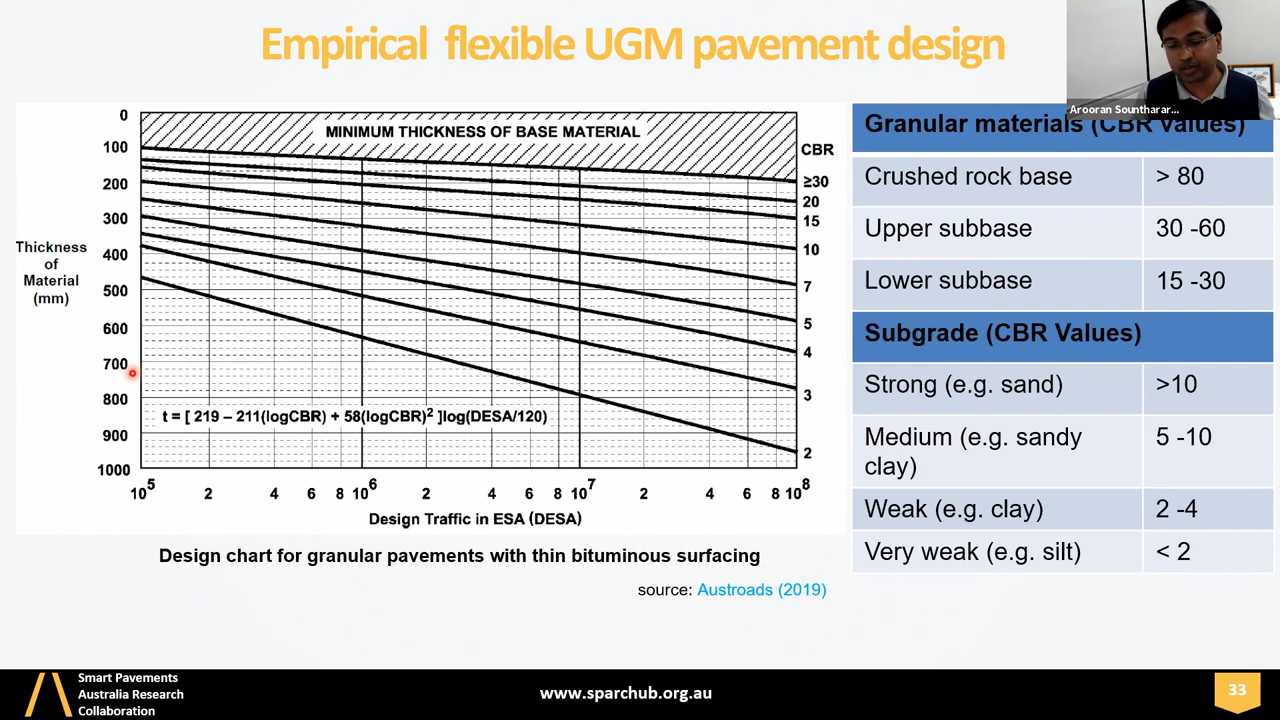 Empirical flexible UGM pavement design
Arooran Sountharar...
MINIMUM THICKNESS OF BASE MATERIAL
CBR
0
100
200
300
400
500
600
700
800
900
1000
Thickness
of
Material
(mm)
≥30
20
15
10
7
5
4
3
2
t = [ 219 – 211(logCBR) + 58(logCBR)² ]log(DESA/120)
10⁵ 2 4 6 8 10⁶ 2 4 6 8 10⁷ 2 4 6 8 10⁸
Design Traffic in ESA (DESA)
Design chart for granular pavements with thin bituminous surfacing
source: Austroads (2019)
Granular materials (CBR values)
Crushed rock base > 80
Upper subbase 30 -60
Lower subbase 15 -30
Subgrade (CBR Values)
Strong (e.g. sand) >10
Medium (e.g. sandy
clay) 5 -10
Weak (e.g. clay) 2 -4
Very weak (e.g. silt) < 2
Smart Pavements
Australia Research
Collaboration
www.sparchub.org.au
33